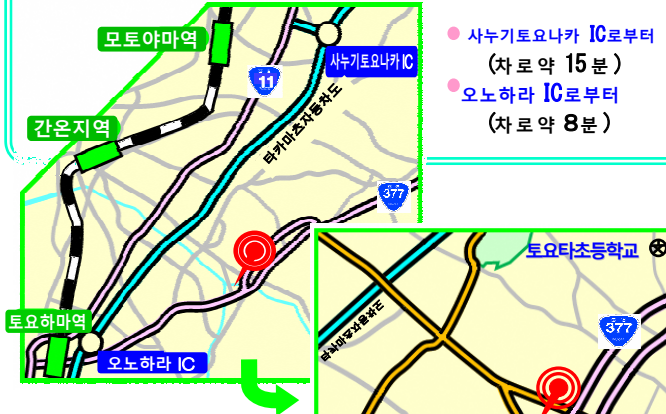 모토야마역
사누기토요나카 IC
11
타카마츠자동차도
간온지역
377
토요하마역
오노하라 IC
사누기토요나카 IC로부터
(차로약 15분)
오노하라 IC로부터
(차로약 8분)
토요타초등학교
타카마츠자동차도
377